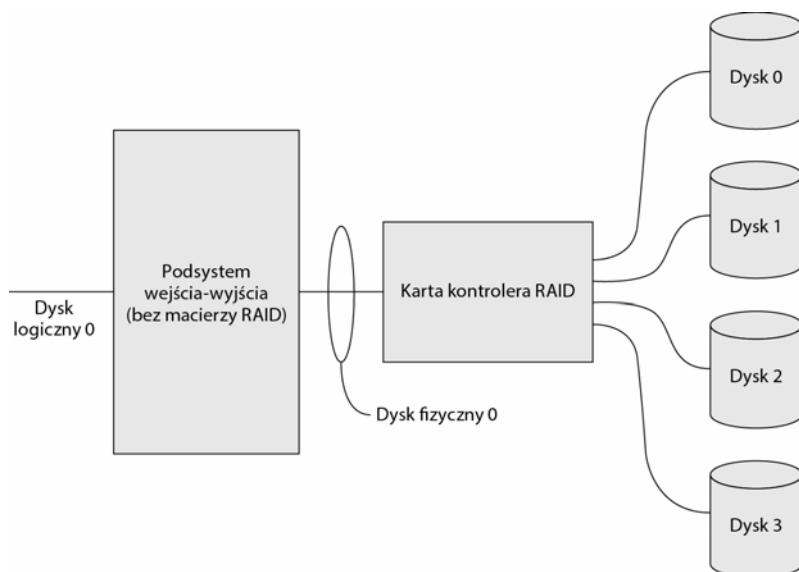 Dysk 0
Dysk 1
Podsystem
wejścia-wyjścia
(bez macierzy RAID)
Karta kontrolera RAID
Dysk
logiczny 0
Dysk 2
Dysk fizyczny 0
Dysk 3